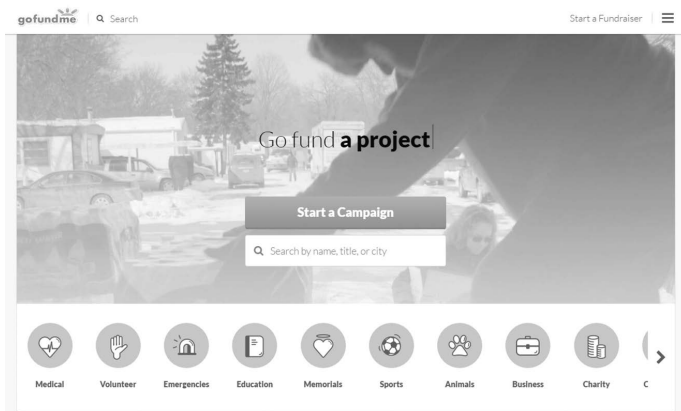 gofundme
Search
Start a Fundraiser
Go fund a project
Start a Campaign
Search by name, title, or city
Medical
Volunteer
Emergencies
Education
Memorials
Sports
Animals
Business
Charity
C